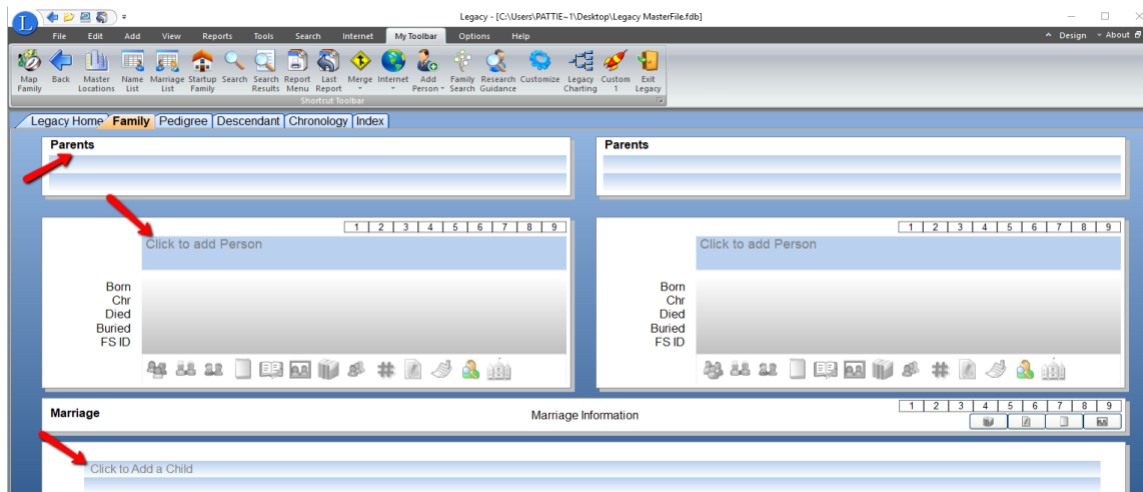 Legacy - [C:\Users\PATTIE~1\Desktop\Legacy MasterFile.fdb]
File Edit Add View Reports Tools Search Internet My Toolbar Options Help Design About
Map Family Back Master Locations Name List Marriage List Startup Family Search Search Results Report Menu Last Report Merge Internet Add Person Family Search Research Guidance Customize Legacy Charting Custom 1 Exit Legacy
Shortcut Toolbar
Legacy Home Family Pedigree Descendant Chronology Index
Parents Parents
1 2 3 4 5 6 7 8 9 1 2 3 4 5 6 7 8 9
Click to add Person Click to add Person
Born Born
Chr Chr
Died Died
Buried Buried
FS ID FS ID
Marriage Marriage Information 1 2 3 4 5 6 7 8 9
Click to Add a Child